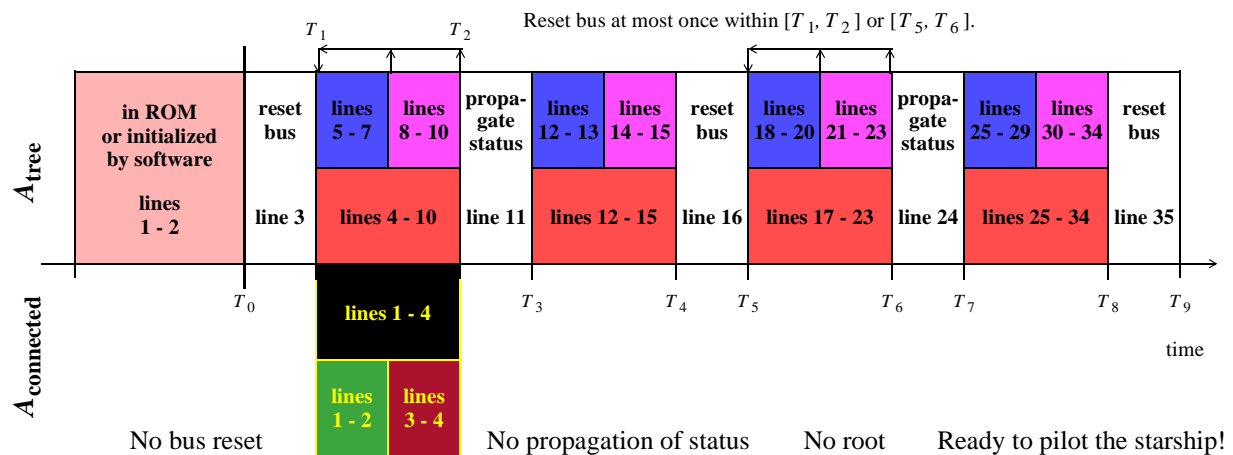 Reset bus at most once within [T1, T2] or [T5, T6].
T1
T2
in ROM
or initialized
by software
lines
1 - 2
reset
bus
line 3
lines
5 - 7
lines
8 - 10
lines 4 - 10
propa-
gate
status
line 11
lines
12 - 13
lines
14 - 15
lines 12 - 15
reset
bus
line 16
lines
18 - 20
lines
21 - 23
lines 17 - 23
propa-
gate
status
line 24
lines
25 - 29
lines
30 - 34
lines 25 - 34
reset
bus
line 35
Atree
T0
T3
T4
T5
T6
T7
T8
T9
time
Aconnected
lines 1 - 4
lines
1 - 2
lines
3 - 4
No bus reset
No propagation of status
No root
Ready to pilot the starship!